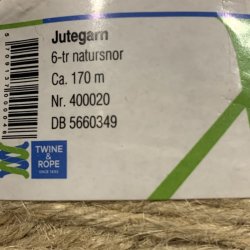 Jutegarn
6-tr natursnor
Ca. 170 m
Nr. 400020
DB 5660349
TWINE
& ROPE